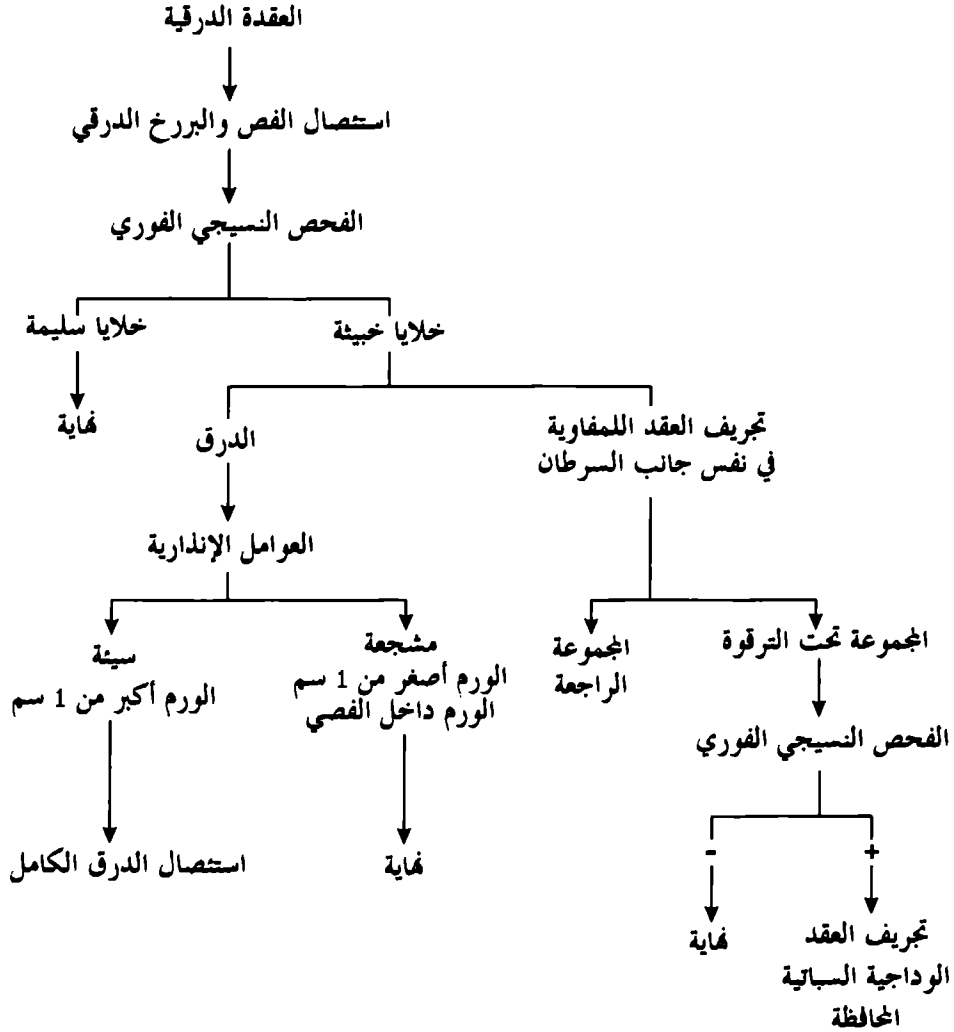 العقدة الدرقية
استئصال الفص والبررخ الدرقي
الفحص النسيجي الفوري
خلايا خبيثة
خلايا سليمة
نهاية
تجريف العقد اللمفاوية
في نفس جانب السرطان
الدرق
العوامل الإنذارية
المجموعة تحت الترقوة
المجموعة
الراجعة
مشجعة
الورم أصغر من 1 سم
الورم داخل الفصي
سيئة
الورم أكبر من 1 سم
الفحص النسيجي الفوري
استئصال الدرق الكامل
نهاية
+
-
تجريف العقد
الوداجية السباتية
المحافظة
نهاية